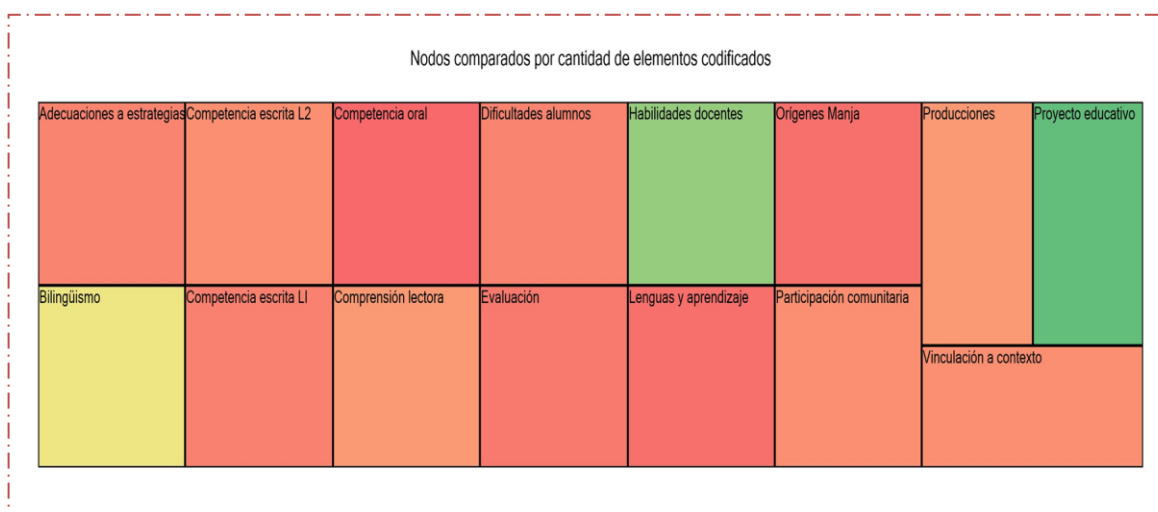 Nodos comparados por cantidad de elementos codificados
Adecuaciones a estrategias
Competencia escrita L2
Competencia oral
Dificultades alumnos
Habilidades docentes
Orígenes Manja
Producciones
Proyecto educativo
Bilingüismo
Competencia escrita LI
Comprensión lectora
Evaluación
Lenguas y aprendizaje
Participación comunitaria
Vinculación a contexto